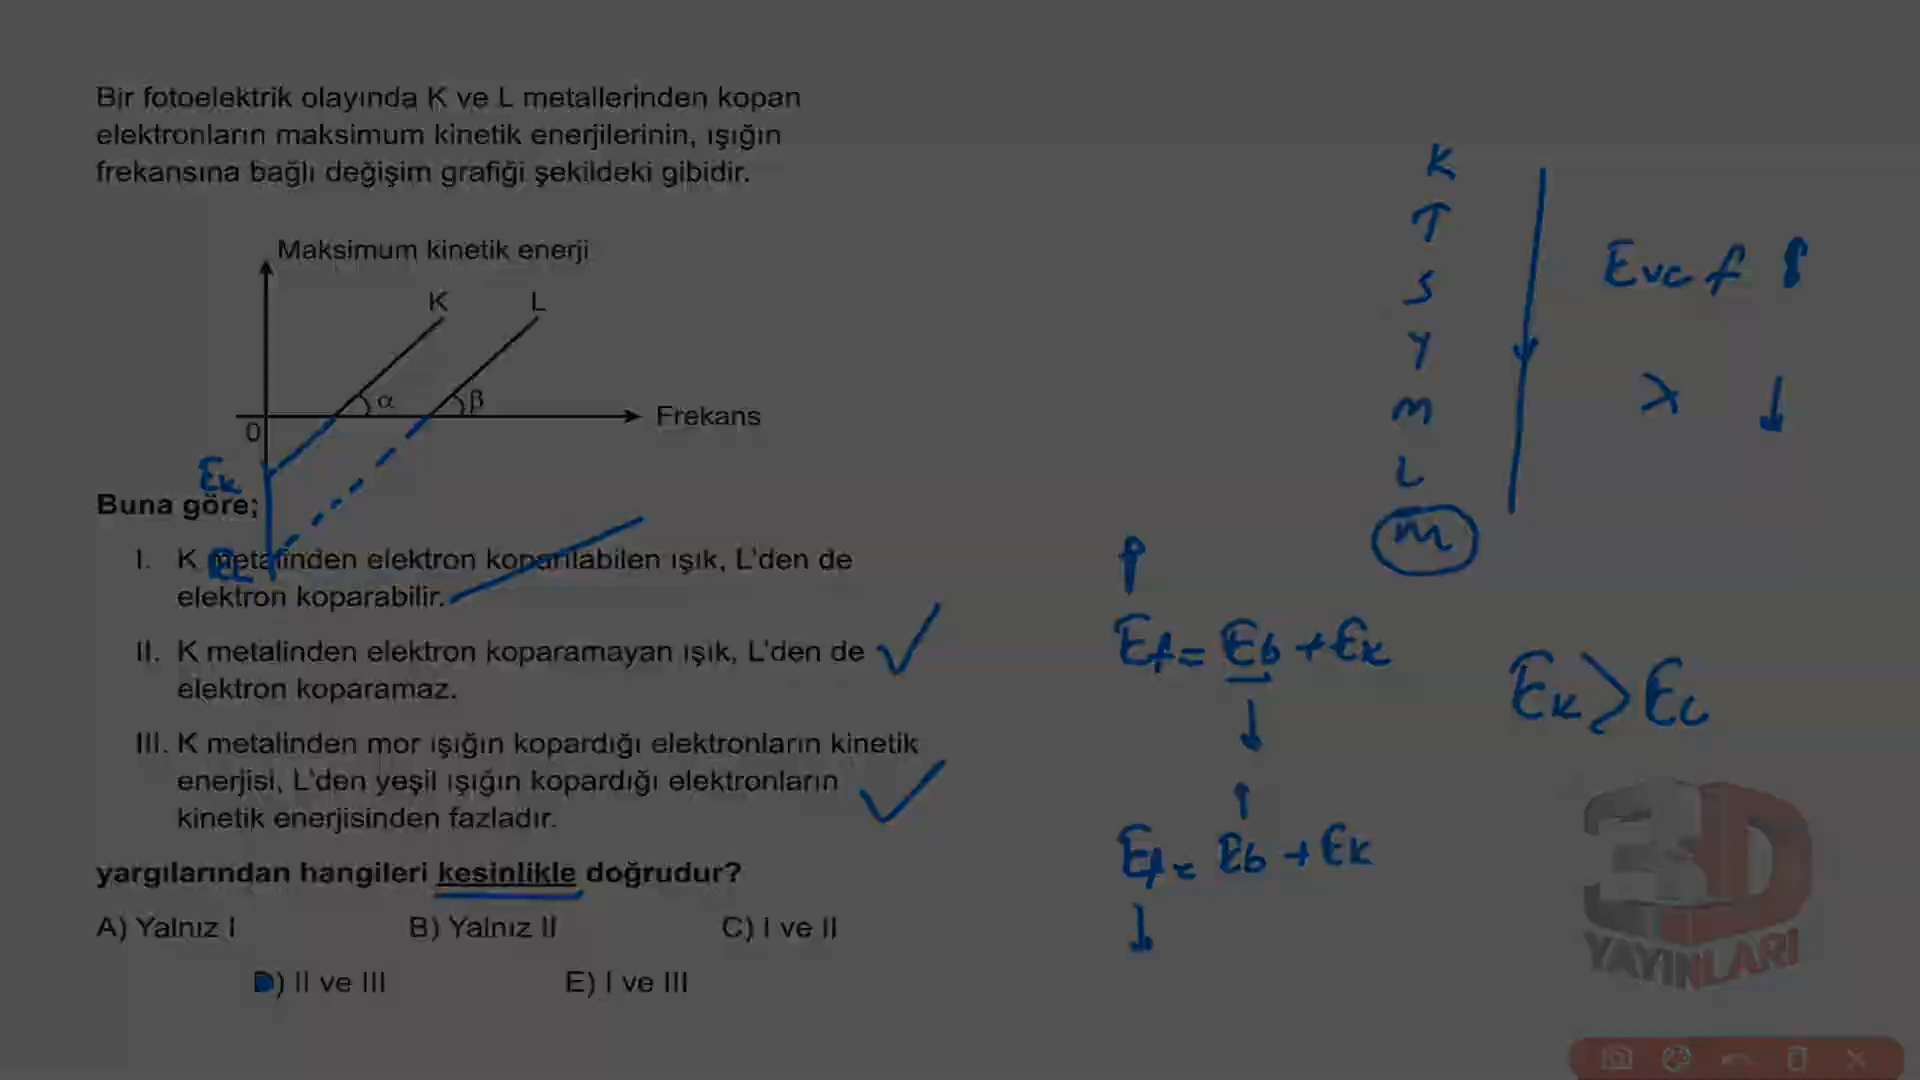 Bir fotoelektrik olayında K ve L metallerinden kopan
elektronların maksimum kinetik enerjilerinin, ışığın
frekansına bağlı değişim grafiği şekildeki gibidir.
Maksimum kinetik enerji
K L
α β
Frekans
0
Ek
Buna göre;
EL
I. K metalinden elektron koparılabilen ışık, L'den de
elektron koparabilir.
II. K metalinden elektron koparamayan ışık, L'den de
elektron koparamaz.
III. K metalinden mor ışığın kopardığı elektronların kinetik
enerjisi, L'den yeşil ışığın kopardığı elektronların
kinetik enerjisinden fazladır.
yargılarından hangileri kesinlikle doğrudur?
A) Yalnız I B) Yalnız II C) I ve II
D) II ve III E) I ve III
K
T
S
Y
m
L
m
E ve f ↑
λ ↓
↑
Ef = Eb + Ek
↓
EK > EL
↑
Ef = Eb + Ek
↓
3D
YAYINLARI